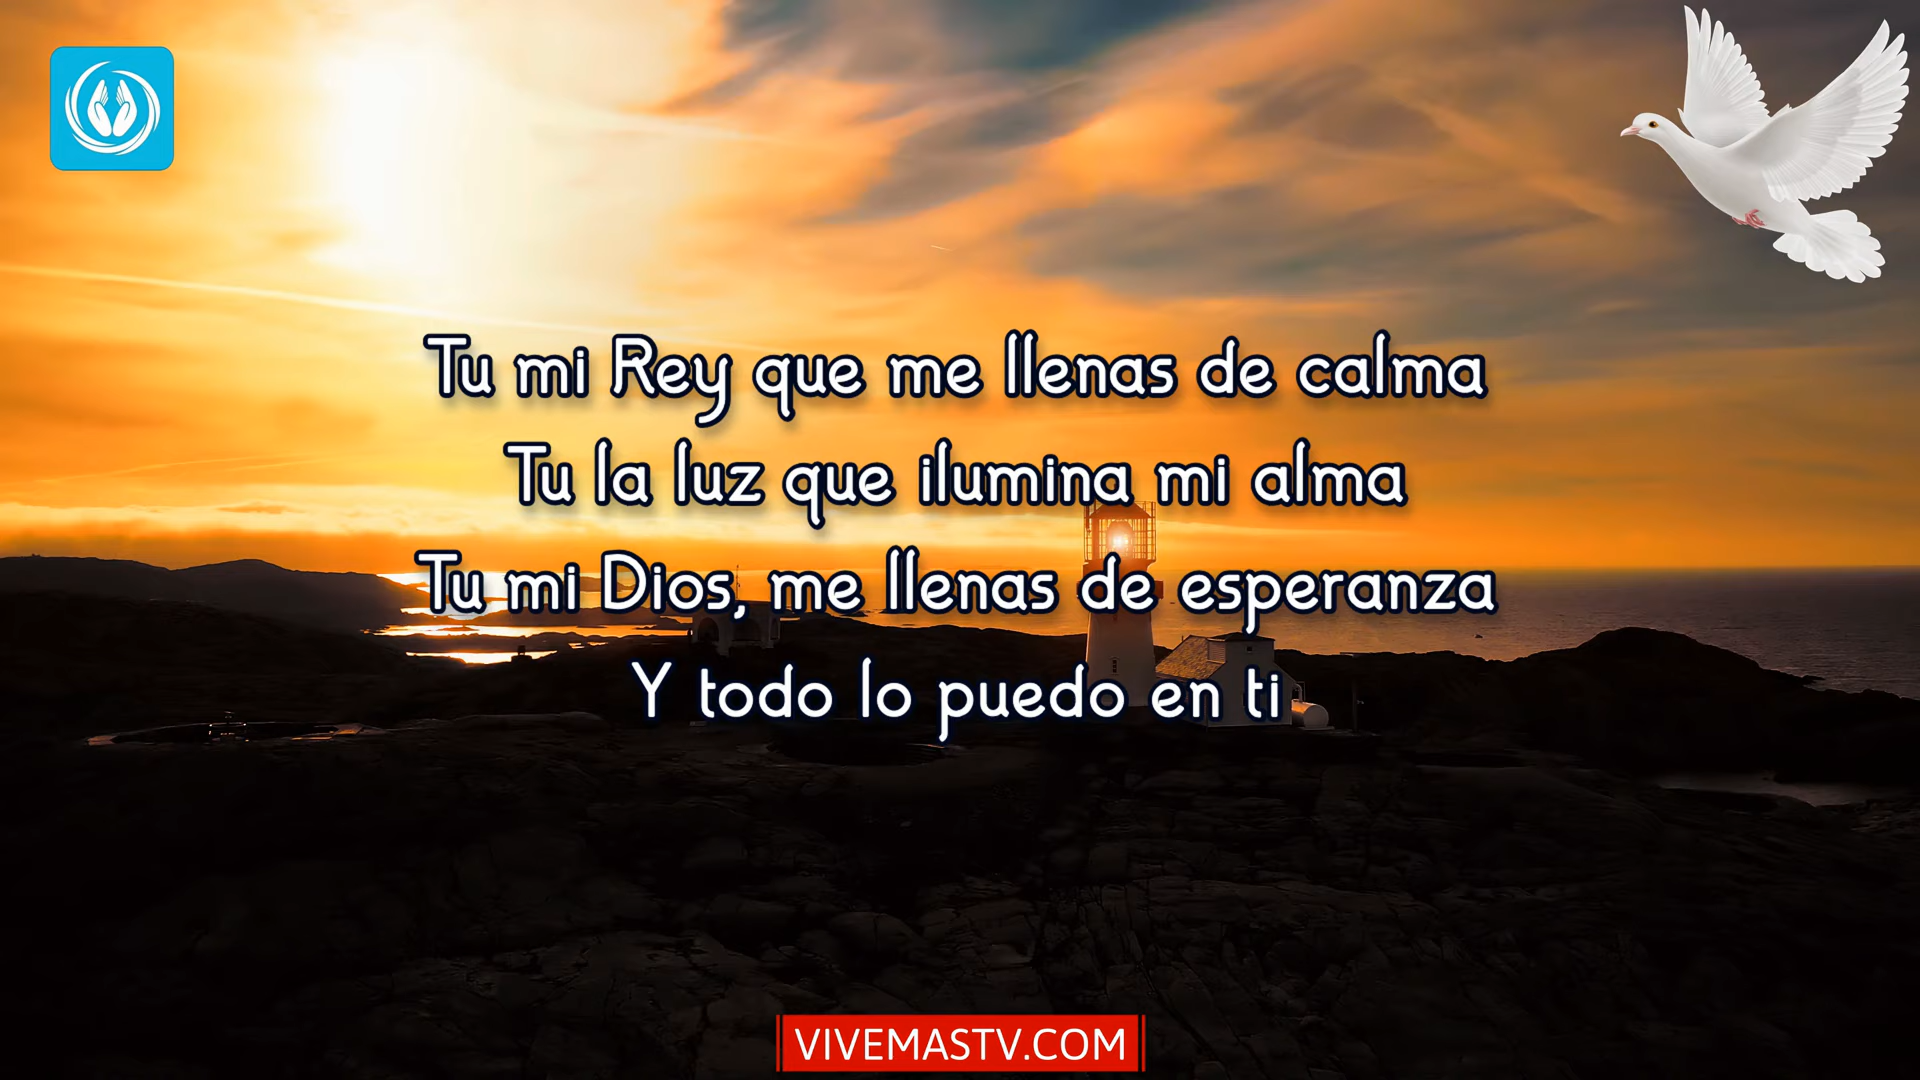 Tu mi Rey que me llenas de calma
Tu la luz que ilumina mi alma
Tu mi Dios, me llenas de esperanza
Y todo lo puedo en ti
VIVEMASTV.COM